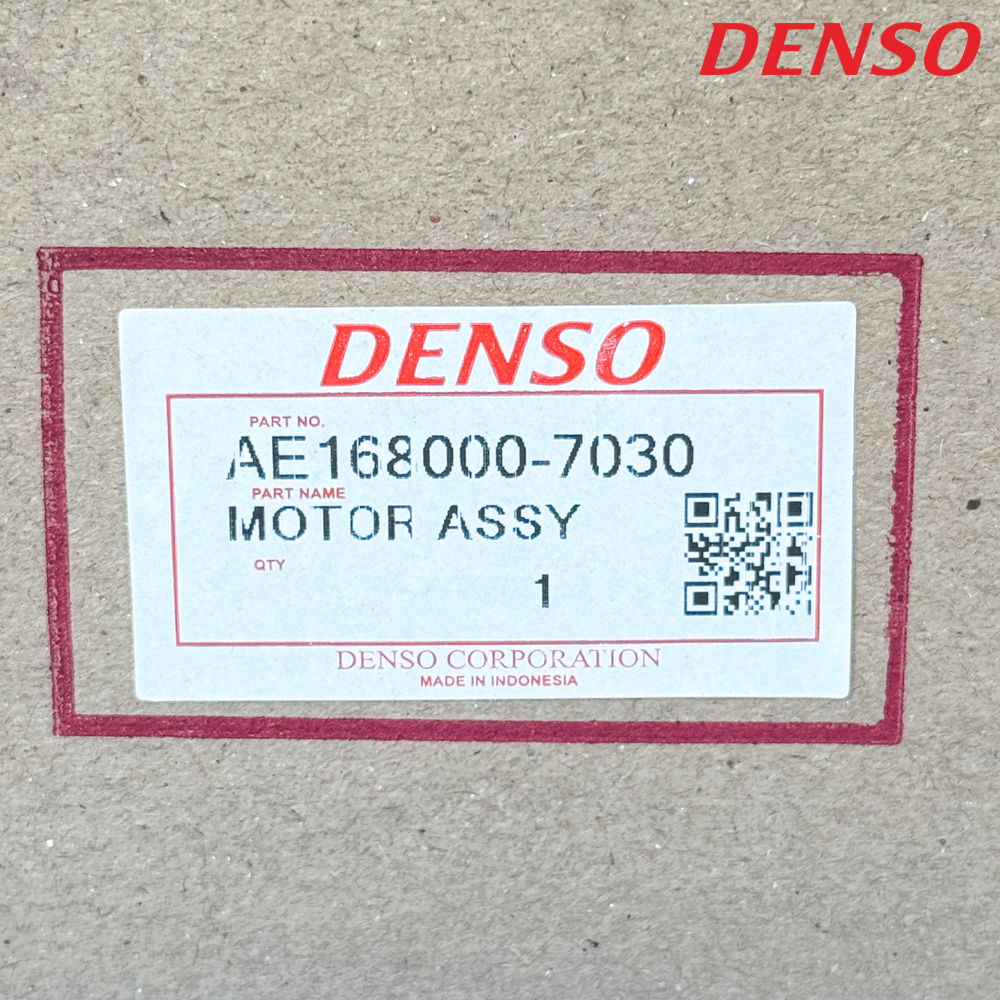 DENSO
DENSO
PART NO.
AE168000-7030
PART NAME
MOTOR ASSY
QTY
1
DENSO CORPORATION
MADE IN INDONESIA